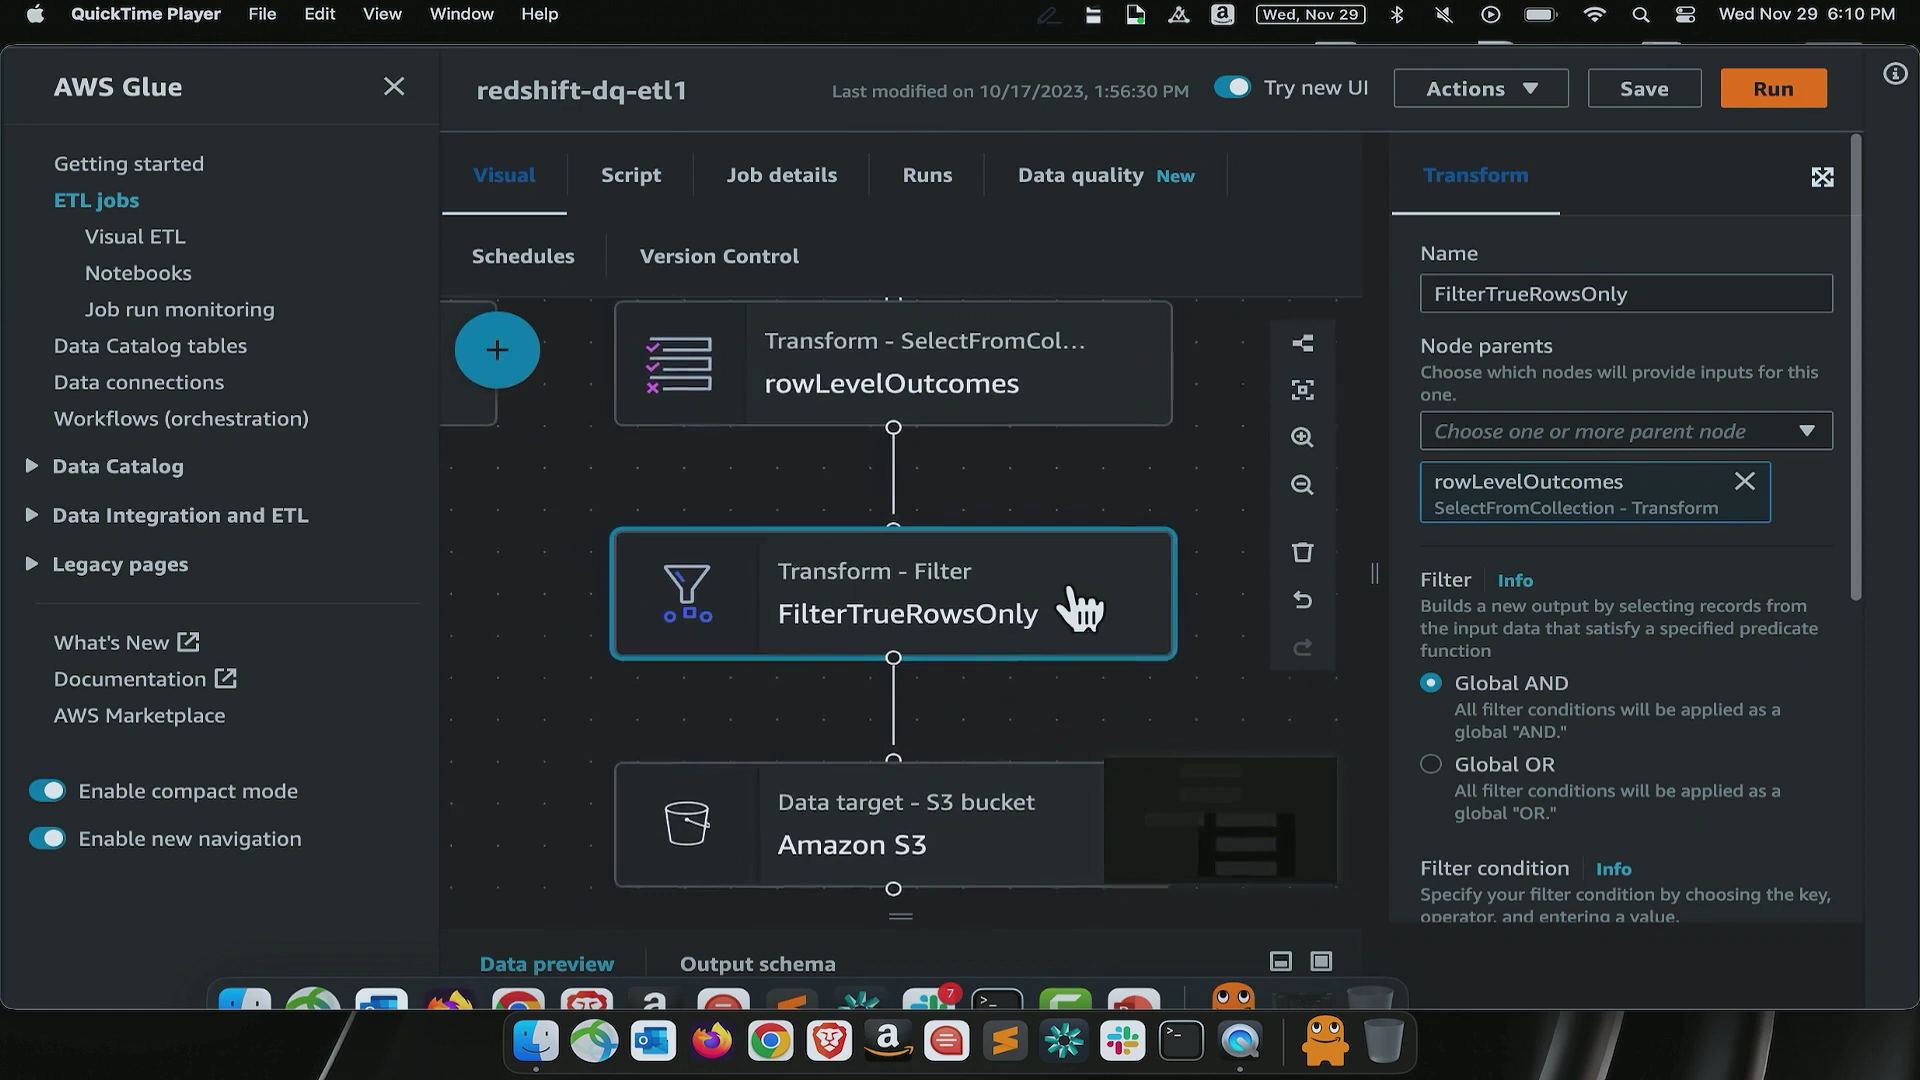 QuickTime Player File Edit View Window Help
Wed, Nov 29
Wed Nov 29 6:10 PM
AWS Glue
Getting started
ETL jobs
Visual ETL
Notebooks
Job run monitoring
Data Catalog tables
Data connections
Workflows (orchestration)
Data Catalog
Data Integration and ETL
Legacy pages
What's New
Documentation
AWS Marketplace
Enable compact mode
Enable new navigation
redshift-dq-etl1
Last modified on 10/17/2023, 1:56:30 PM
Try new UI
Actions
Save
Run
Visual
Script
Job details
Runs
Data quality New
Schedules
Version Control
Transform - SelectFromCol...
rowLevelOutcomes
Transform - Filter
FilterTrueRowsOnly
Data target - S3 bucket
Amazon S3
Data preview
Output schema
Transform
Name
FilterTrueRowsOnly
Node parents
Choose which nodes will provide inputs for this
one.
Choose one or more parent node
rowLevelOutcomes
SelectFromCollection - Transform
Filter Info
Builds a new output by selecting records from
the input data that satisfy a specified predicate
function
Global AND
All filter conditions will be applied as a
global "AND."
Global OR
All filter conditions will be applied as a
global "OR."
Filter condition Info
Specify your filter condition by choosing the key,
operator, and entering a value.
7